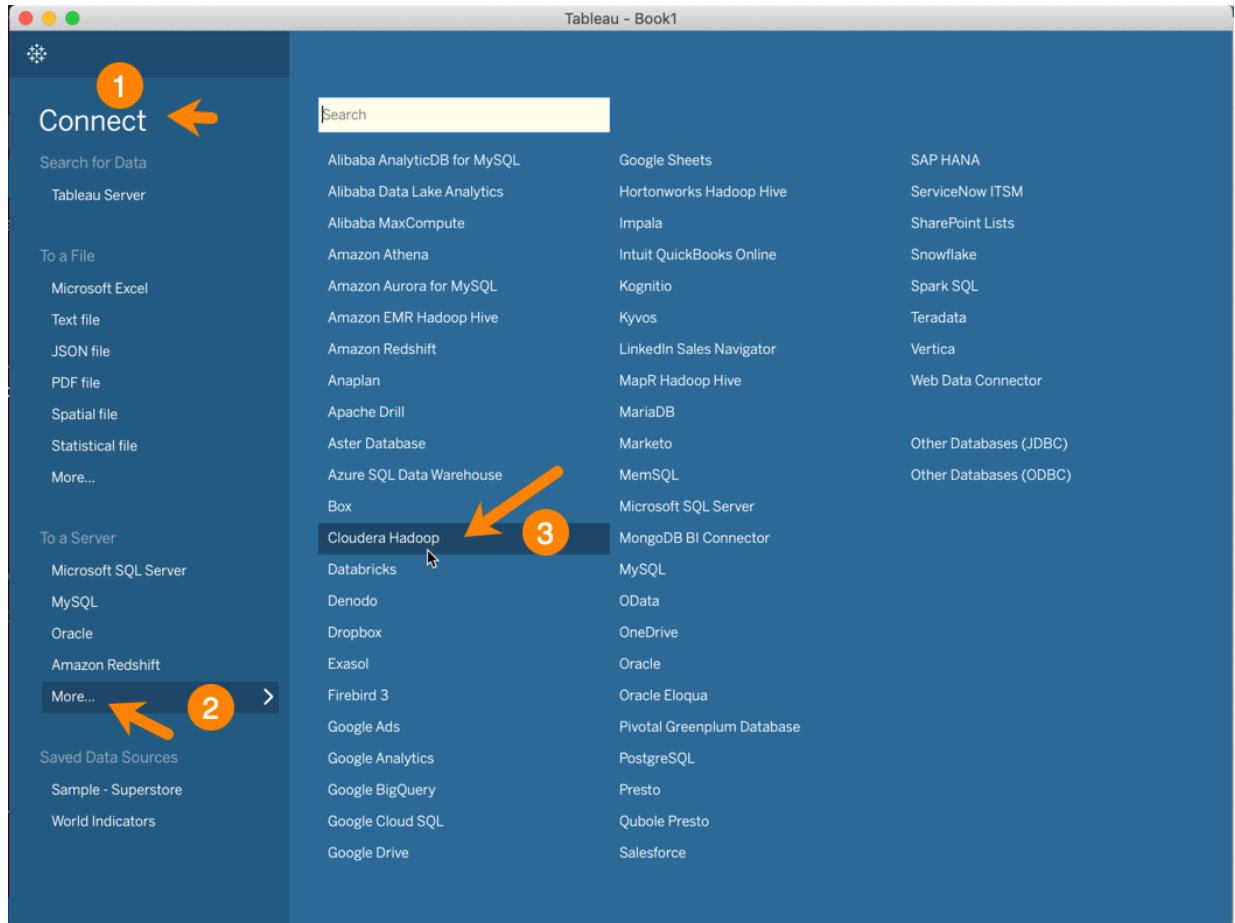 Tableau - Book1
1
Connect
Search for Data
Tableau Server
To a File
Microsoft Excel
Text file
JSON file
PDF file
Spatial file
Statistical file
More...
To a Server
Microsoft SQL Server
MySQL
Oracle
Amazon Redshift
More...
2
Saved Data Sources
Sample - Superstore
World Indicators
Search
Alibaba AnalyticDB for MySQL
Alibaba Data Lake Analytics
Alibaba MaxCompute
Amazon Athena
Amazon Aurora for MySQL
Amazon EMR Hadoop Hive
Amazon Redshift
Anaplan
Apache Drill
Aster Database
Azure SQL Data Warehouse
Box
Cloudera Hadoop
3
Databricks
Denodo
Dropbox
Exasol
Firebird 3
Google Ads
Google Analytics
Google BigQuery
Google Cloud SQL
Google Drive
Google Sheets
Hortonworks Hadoop Hive
Impala
Intuit QuickBooks Online
Kognitio
Kyvos
LinkedIn Sales Navigator
MapR Hadoop Hive
MariaDB
Marketo
MemSQL
Microsoft SQL Server
MongoDB BI Connector
MySQL
OData
OneDrive
Oracle
Oracle Eloqua
Pivotal Greenplum Database
PostgreSQL
Presto
Qubole Presto
Salesforce
SAP HANA
ServiceNow ITSM
SharePoint Lists
Snowflake
Spark SQL
Teradata
Vertica
Web Data Connector
Other Databases (JDBC)
Other Databases (ODBC)